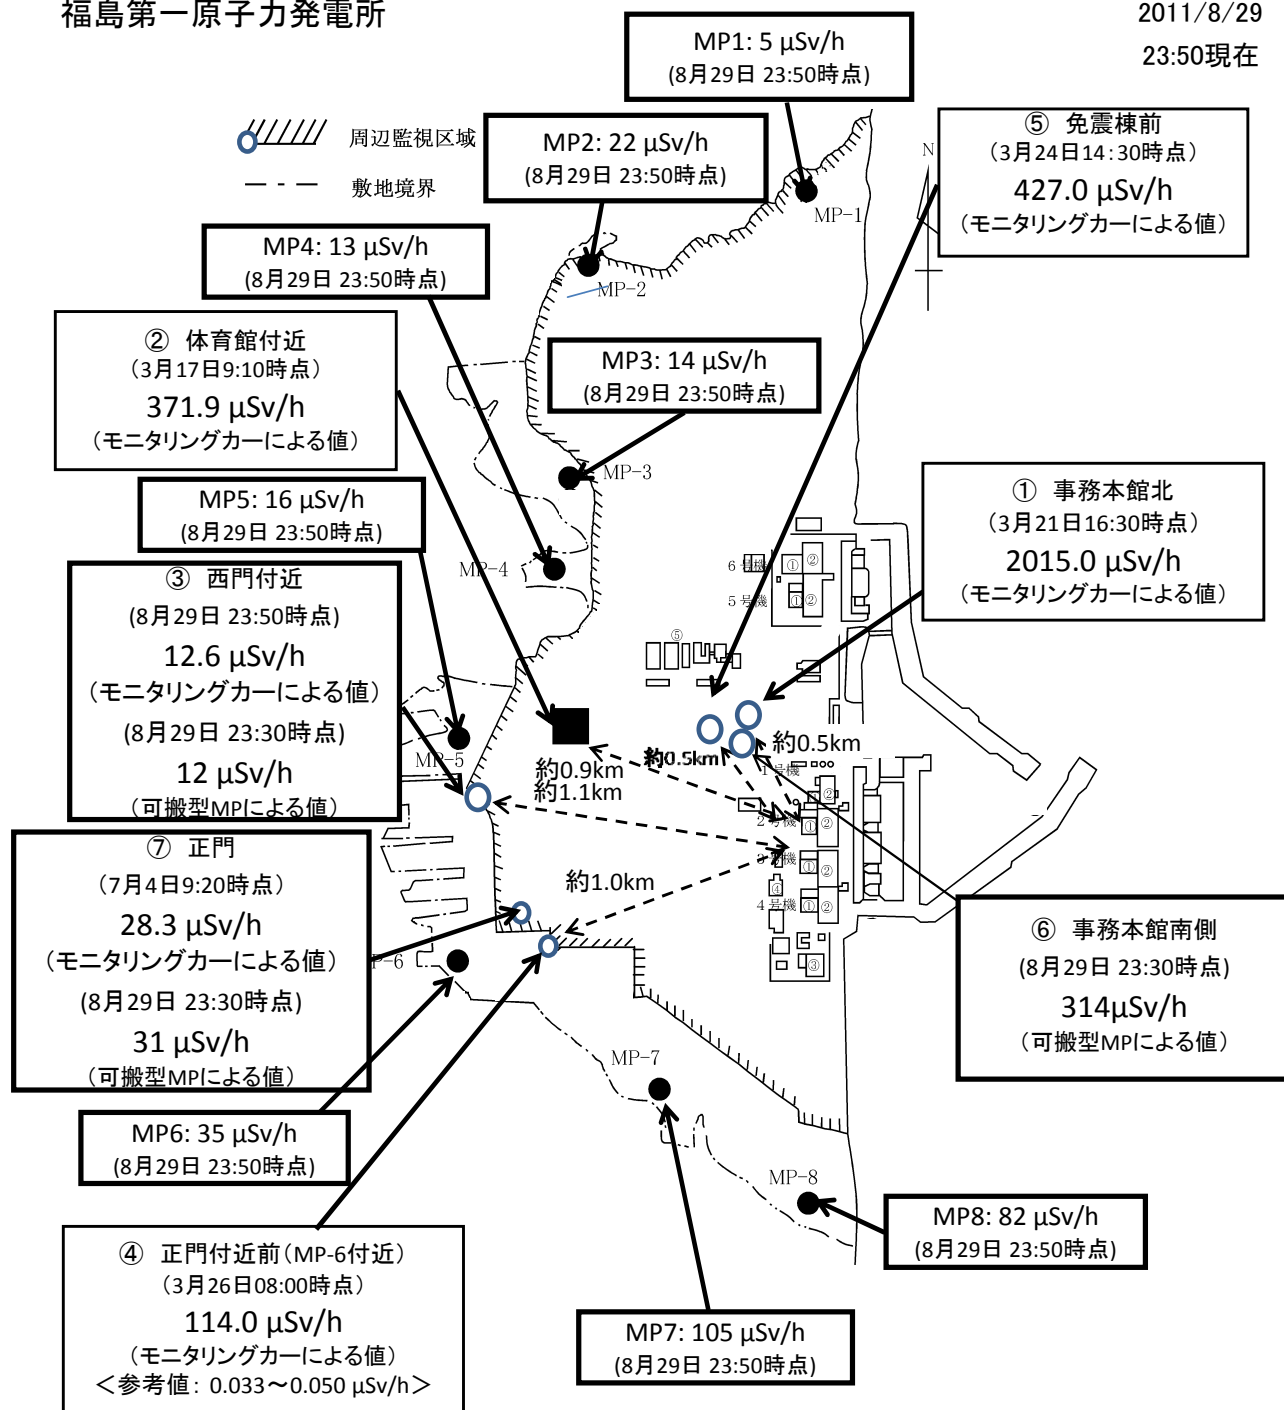 福島第一原子力発電所
2011/8/29
23:50現在
MP1: 5 μSv/h
(8月29日 23:50時点)
周辺監視区域
敷地境界
MP2: 22 μSv/h
(8月29日 23:50時点)
⑤ 免震棟前
(3月24日14:30時点)
427.0 μSv/h
(モニタリングカーによる値)
N
MP-1
MP4: 13 μSv/h
(8月29日 23:50時点)
MP-2
② 体育館付近
(3月17日9:10時点)
371.9 μSv/h
(モニタリングカーによる値)
MP3: 14 μSv/h
(8月29日 23:50時点)
MP-3
MP5: 16 μSv/h
(8月29日 23:50時点)
① 事務本館北
(3月21日16:30時点)
2015.0 μSv/h
(モニタリングカーによる値)
MP-4
6号機
① ②
5号機
① ②
③ 西門付近
(8月29日 23:50時点)
12.6 μSv/h
(モニタリングカーによる値)
(8月29日 23:30時点)
12 μSv/h
(可搬型MPによる値)
⑤
MP-5
約0.9km
約1.1km
約0.5km
約0.5km
1号機
②
2号機
① ②
3号機
① ②
④
4号機
① ②
③
⑦ 正門
(7月4日9:20時点)
28.3 μSv/h
(モニタリングカーによる値)
(8月29日 23:30時点)
31 μSv/h
(可搬型MPによる値)
約1.0km
P-6
⑥ 事務本館南側
(8月29日 23:30時点)
314μSv/h
(可搬型MPによる値)
MP-7
MP6: 35 μSv/h
(8月29日 23:50時点)
MP-8
MP8: 82 μSv/h
(8月29日 23:50時点)
④ 正門付近前(MP-6付近)
(3月26日08:00時点)
114.0 μSv/h
(モニタリングカーによる値)
<参考値: 0.033～0.050 μSv/h>
MP7: 105 μSv/h
(8月29日 23:50時点)